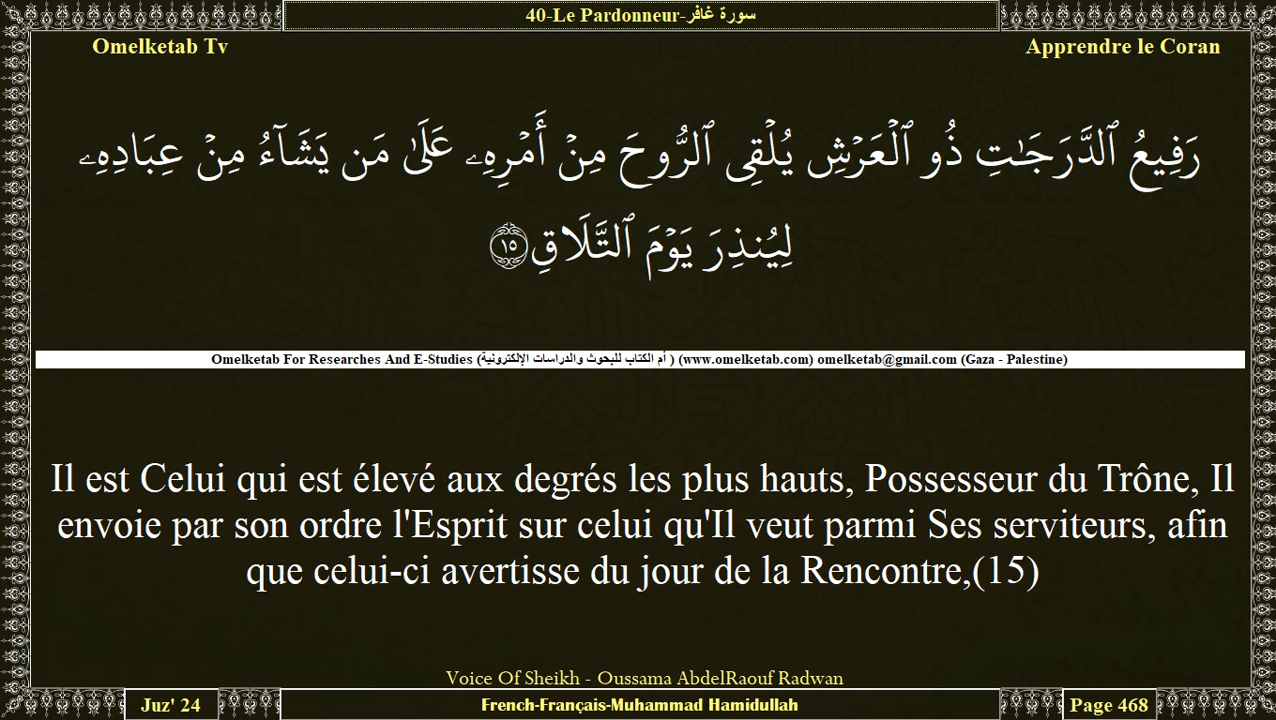 40-Le Pardonneur-سورة غافر
Omelketab Tv
Apprendre le Coran
رَفِيعُ ٱلدَّرَجَـٰتِ ذُو ٱلْعَرْشِ يُلْقِى ٱلرُّوحَ مِنْ أَمْرِهِۦ عَلَىٰ مَن يَشَآءُ مِنْ عِبَادِهِۦ
لِيُنذِرَ يَوْمَ ٱلتَّلَاقِ ١٥
Omelketab For Researches And E-Studies (أم الكتاب للبحوث والدراسات الإلكترونية ) (www.omelketab.com) omelketab@gmail.com (Gaza - Palestine)
Il est Celui qui est élevé aux degrés les plus hauts, Possesseur du Trône, Il
envoie par son ordre l'Esprit sur celui qu'Il veut parmi Ses serviteurs, afin
que celui-ci avertisse du jour de la Rencontre,(15)
Voice Of Sheikh - Oussama AbdelRaouf Radwan
Juz' 24
French-Français-Muhammad Hamidullah
Page 468